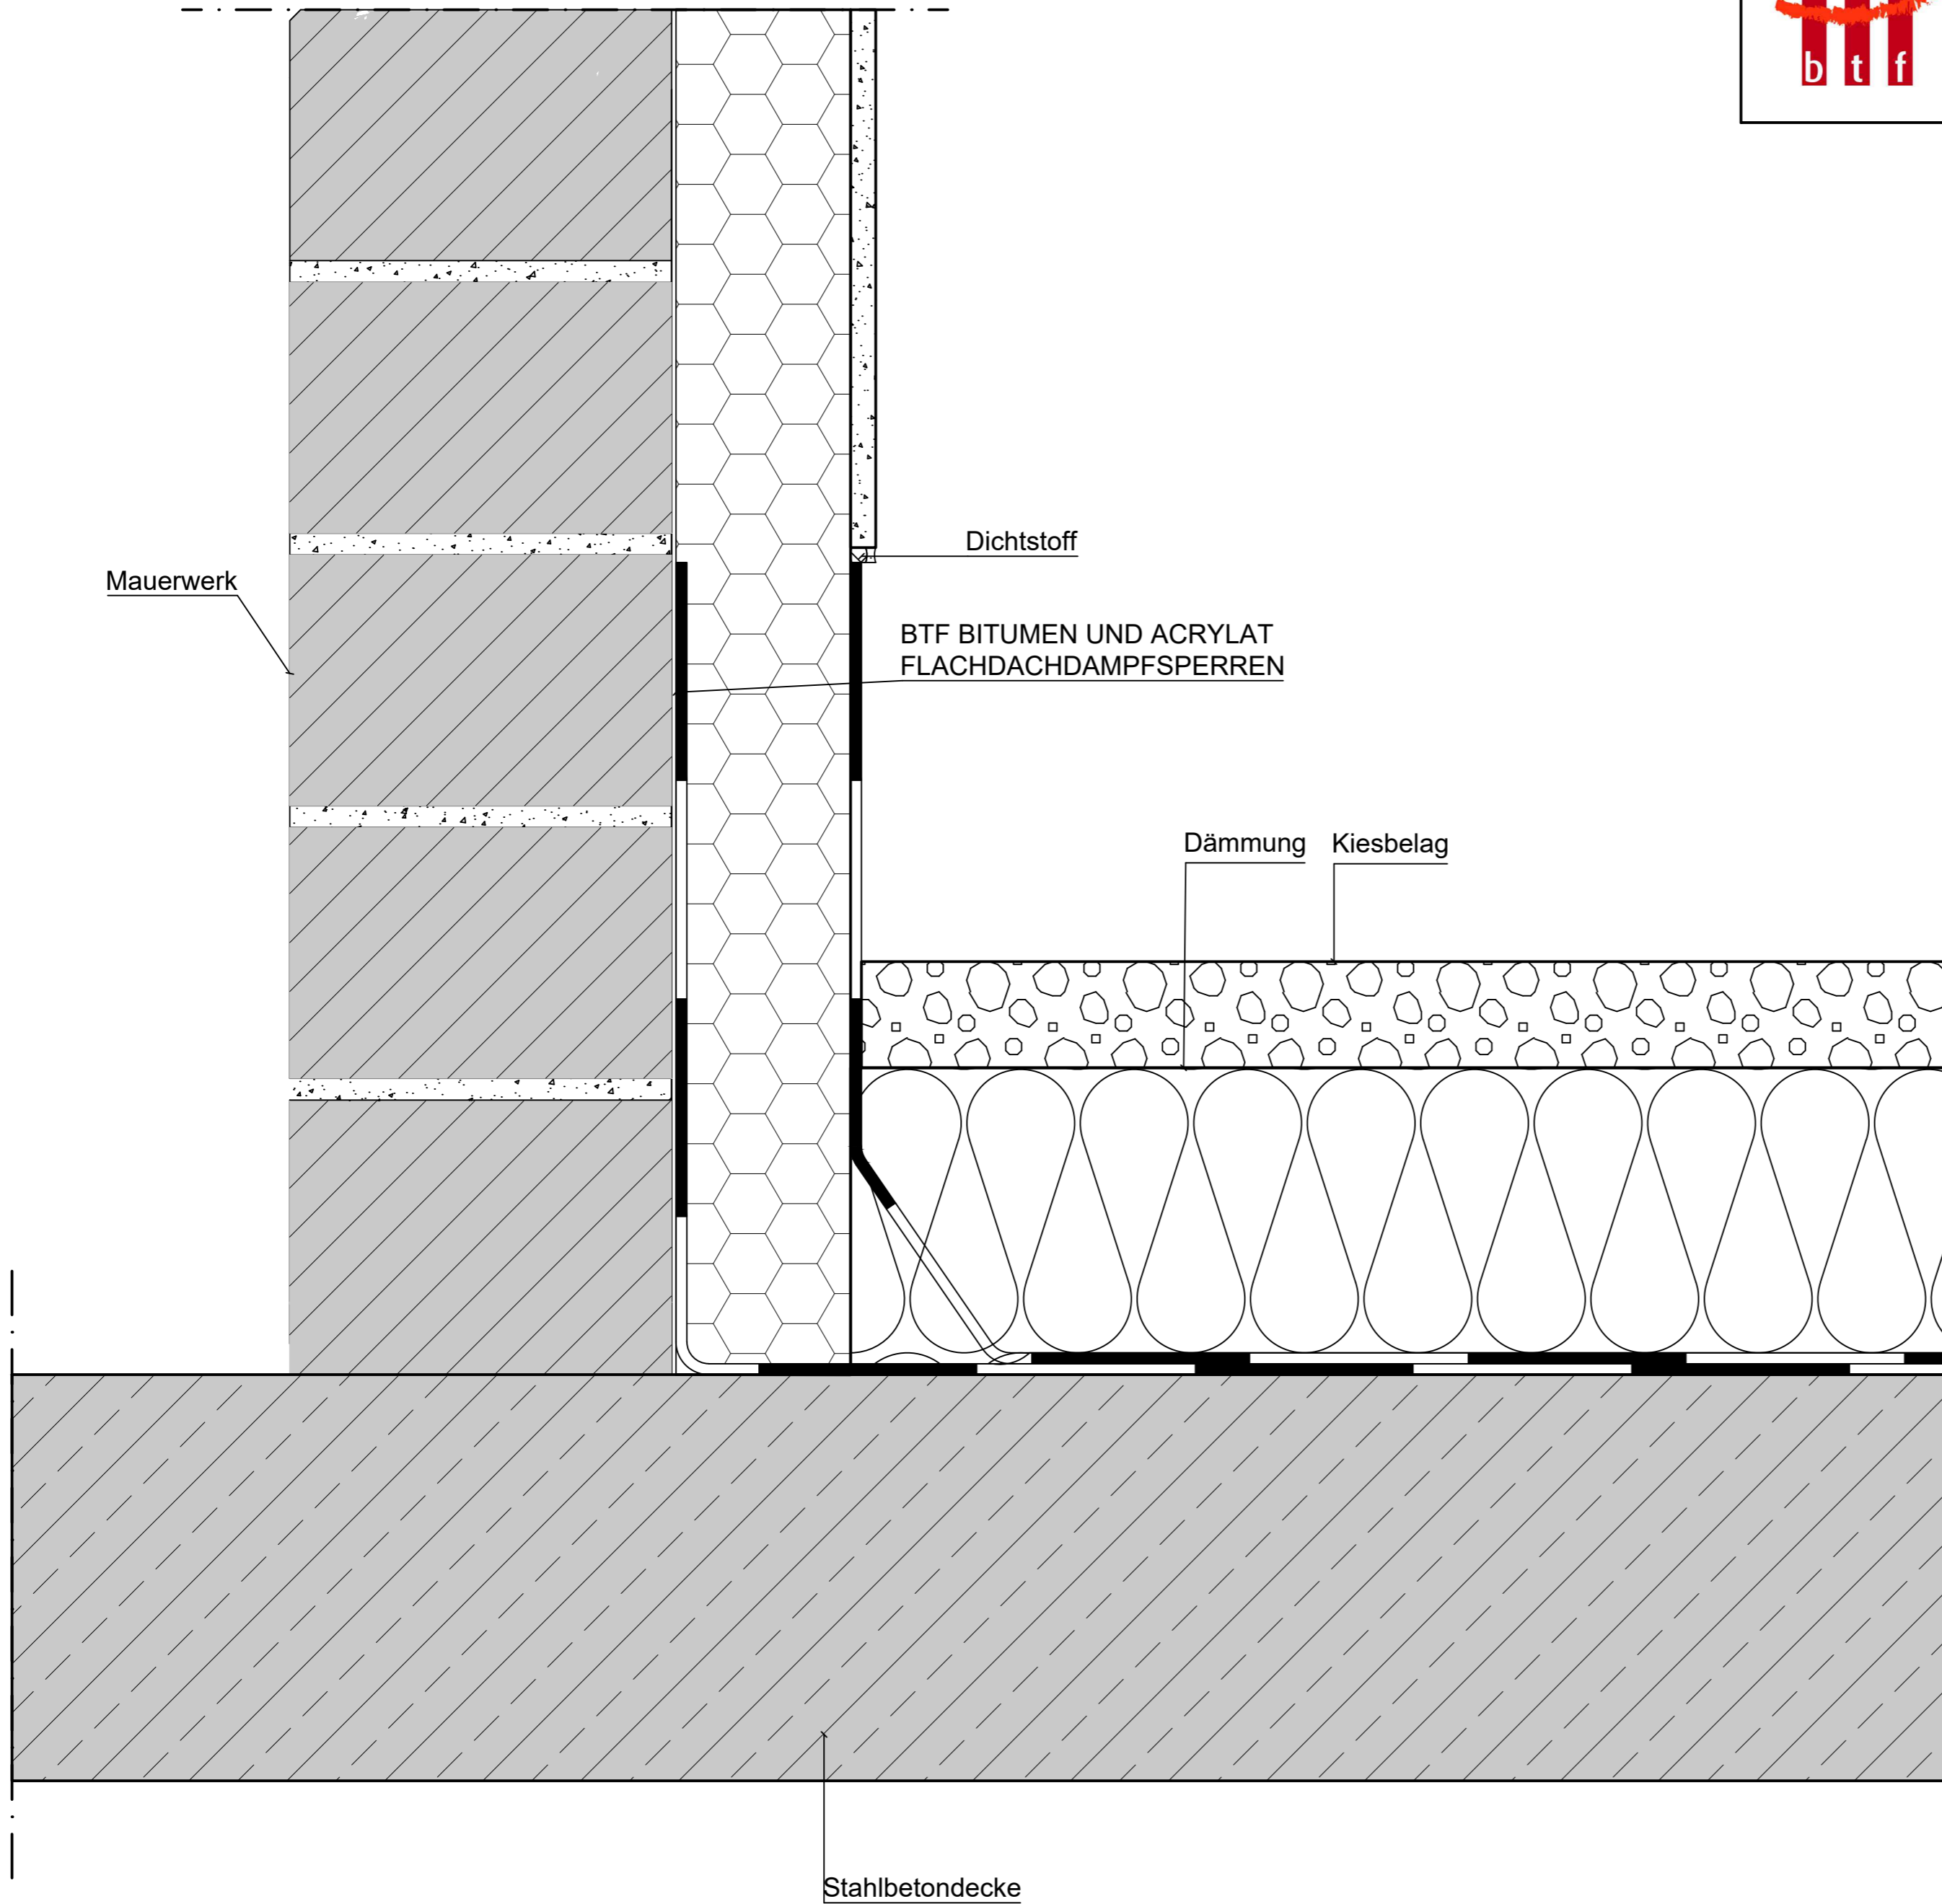 b t f
Dichtstoff
Mauerwerk
BTF BITUMEN UND ACRYLAT
FLACHDACHDAMPFSPERREN
Dämmung Kiesbelag
Stahlbetondecke